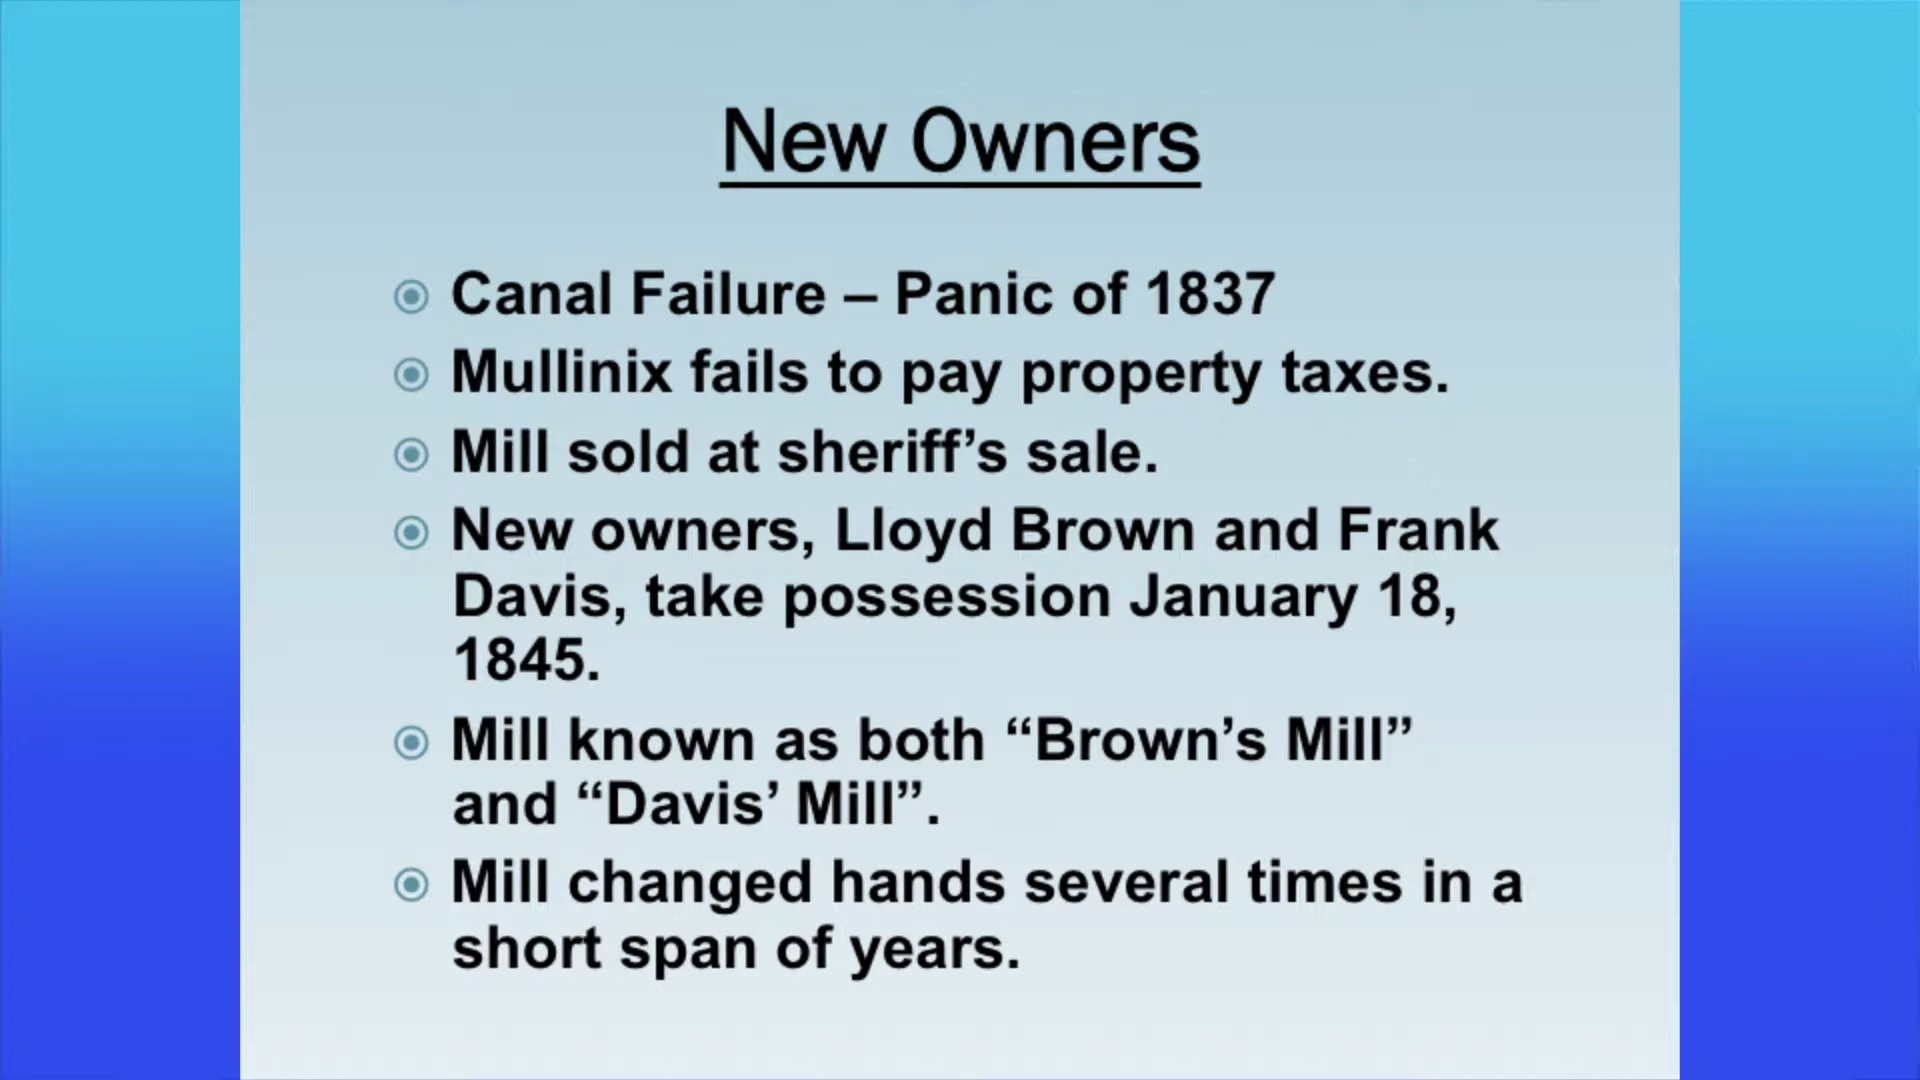 New Owners
Canal Failure – Panic of 1837
Mullinix fails to pay property taxes.
Mill sold at sheriff’s sale.
New owners, Lloyd Brown and Frank
Davis, take possession January 18,
1845.
Mill known as both “Brown’s Mill”
and “Davis’ Mill”.
Mill changed hands several times in a
short span of years.